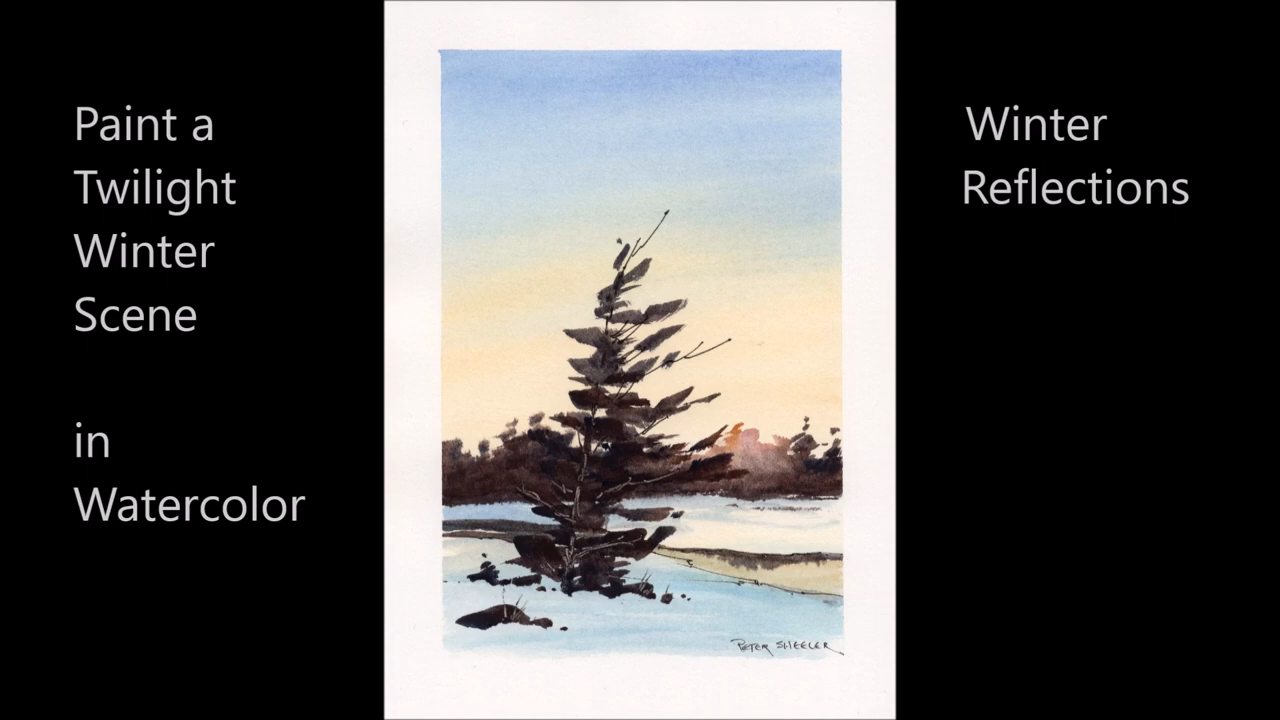 Paint a
Twilight
Winter
Scene
in
Watercolor
Winter
Reflections
PETER SHEELER